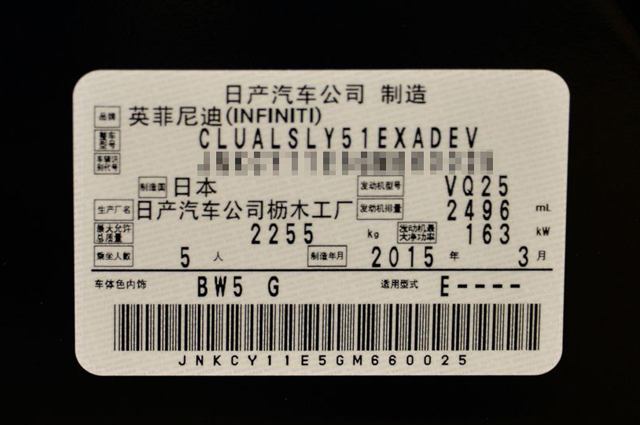 日产汽车公司 制造
品牌 英菲尼迪(INFINITI)
整车型号 CLUALSLY51EXADEV
车辆识别代号
制造国 日本 发动机型号 VQ25
生产厂名 日产汽车公司枥木工厂 发动机排量 2496 mL
最大允许总质量 2255 kg 发动机最大净功率 163 kW
乘坐人数 5 人 制造年月 2015 年 3 月
车体色内饰 BW5 G 适用型式 E----
JNKCY11E5GM660025